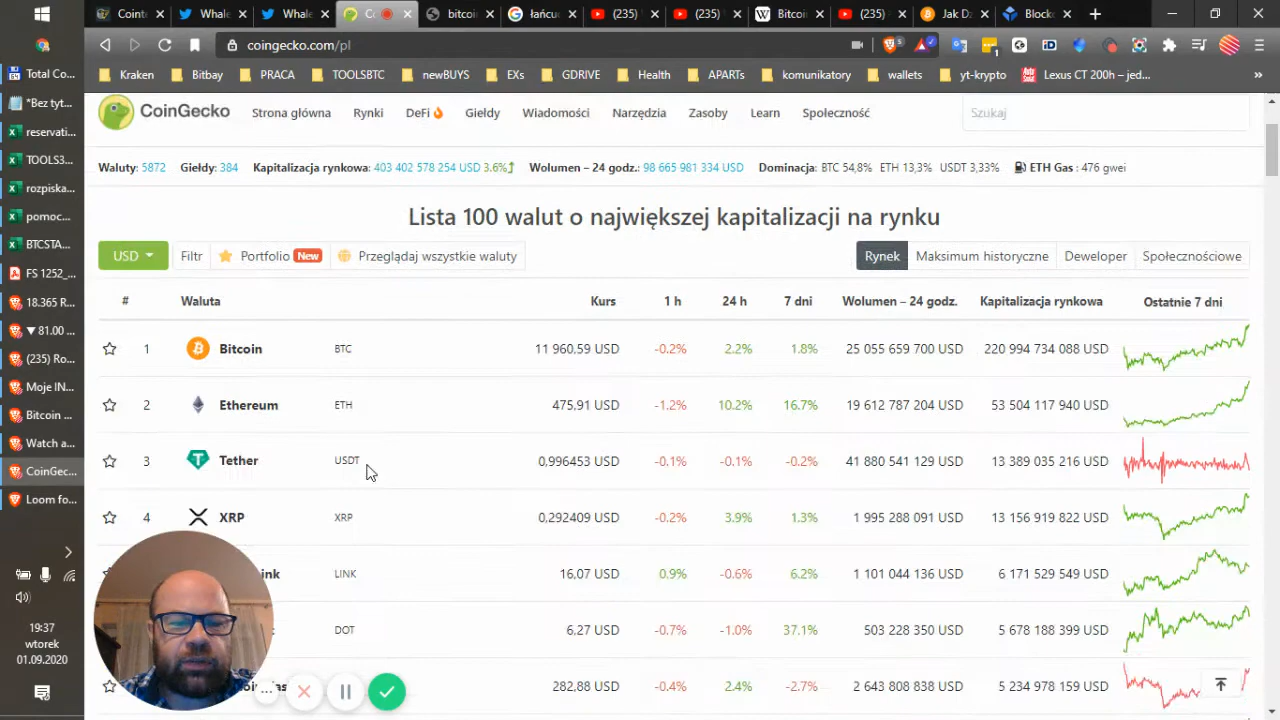 Cointe
Whale
Whale
Co
bitcoin
łańcu
(235)
(235)
Bitcoin
(235)
Jak Dz
Blockc
coingecko.com/pl
Kraken
Bitbay
PRACA
TOOLSBTC
newBUYS
EXs
GDRIVE
Health
APARTs
komunikatory
wallets
yt-krypto
Lexus CT 200h – jed...
Total Co...
*Bez tyt...
reservati...
TOOLS3...
rozpiska...
pomoc...
BTCSTA...
FS 1252_...
18.365 R...
▼ 81.00 ...
(235) Ro...
Moje IN...
Bitcoin ...
Watch a...
CoinGec...
Loom fo...
19:37
wtorek
01.09.2020
CoinGecko Strona główna Rynki DeFi Giełdy Wiadomości Narzędzia Zasoby Learn Społeczność Szukaj
Waluty: 5872 Giełdy: 384 Kapitalizacja rynkowa: 403 402 578 254 USD 3.6% Wolumen – 24 godz.: 98 665 981 334 USD Dominacja: BTC 54,8% ETH 13,3% USDT 3,33% ETH Gas : 476 gwei
Lista 100 walut o największej kapitalizacji na rynku
USD Filtr Portfolio New Przeglądaj wszystkie waluty Rynek Maksimum historyczne Deweloper Społecznościowe
# Waluta Kurs 1 h 24 h 7 dni Wolumen – 24 godz. Kapitalizacja rynkowa Ostatnie 7 dni
1 Bitcoin BTC 11 960,59 USD -0.2% 2.2% 1.8% 25 055 659 700 USD 220 994 734 088 USD
2 Ethereum ETH 475,91 USD -1.2% 10.2% 16.7% 19 612 787 204 USD 53 504 117 940 USD
3 Tether USDT 0,996453 USD -0.1% -0.1% -0.2% 41 880 541 129 USD 13 389 035 216 USD
4 XRP XRP 0,292409 USD -0.2% 3.9% 1.3% 1 995 288 091 USD 13 156 919 822 USD
ink LINK 16,07 USD 0.9% -0.6% 6.2% 1 101 044 136 USD 6 171 529 549 USD
DOT 6,27 USD -0.7% -1.0% 37.1% 503 228 350 USD 5 678 188 399 USD
282,88 USD -0.4% 2.4% -2.7% 2 643 808 838 USD 5 234 978 159 USD